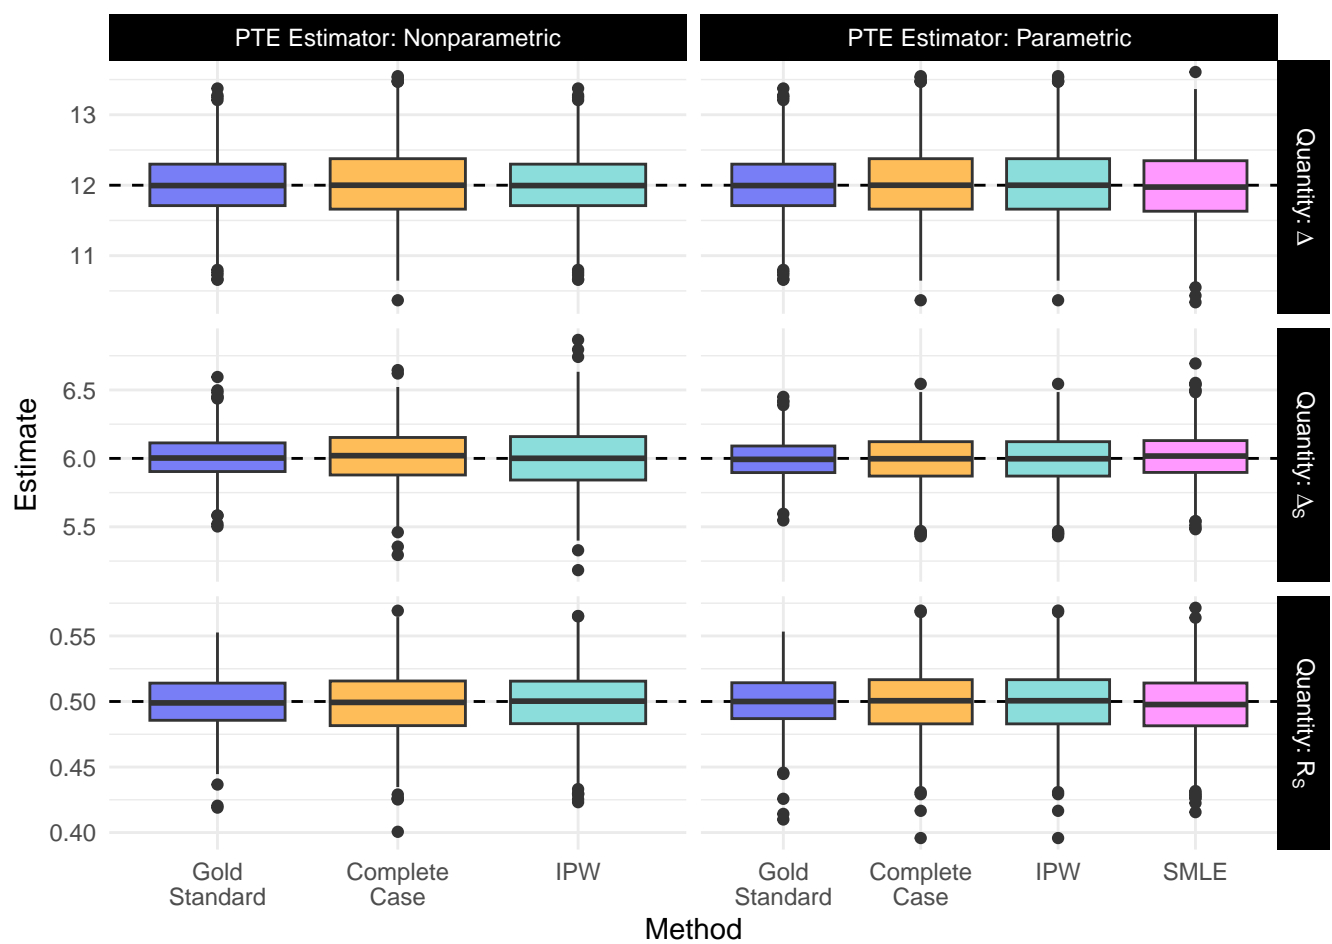 PTE Estimator: Nonparametric
PTE Estimator: Parametric
13
12
11
Quantity: Δ
6.5
6.0
5.5
Quantity: ΔS
0.55
0.50
0.45
0.40
Quantity: RS
Estimate
Gold
Standard
Complete
Case
IPW
Gold
Standard
Complete
Case
IPW
SMLE
Method